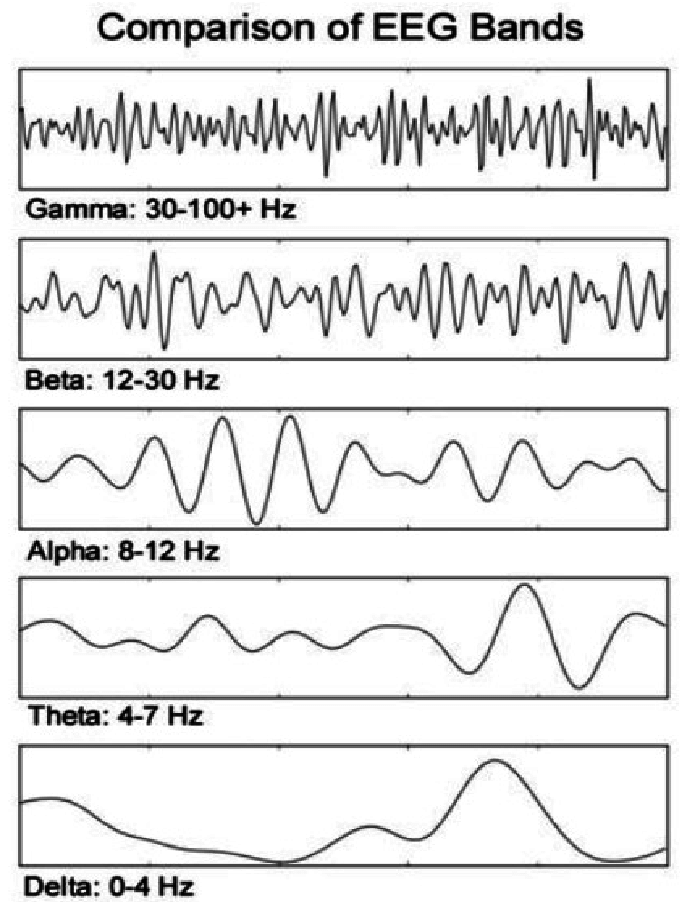 Comparison of EEG Bands
Gamma: 30-100+ Hz
Beta: 12-30 Hz
Alpha: 8-12 Hz
Theta: 4-7 Hz
Delta: 0-4 Hz